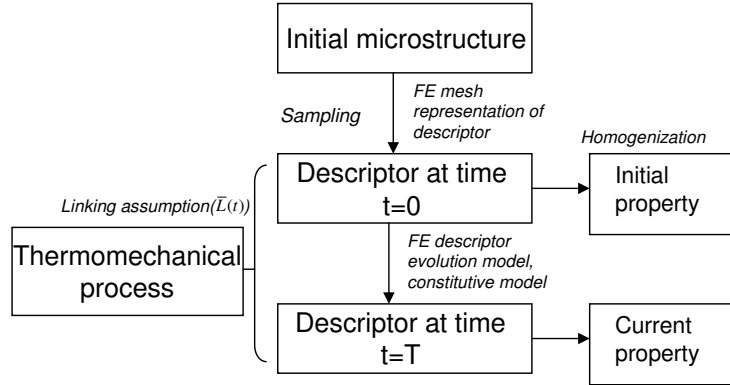 Initial microstructure
Sampling
FE mesh
representation of
descriptor
Homogenization
Descriptor at time
t=0
Initial
property
Linking assumption(L̅(t))
Thermomechanical
process
FE descriptor
evolution model,
constitutive model
Descriptor at time
t=T
Current
property